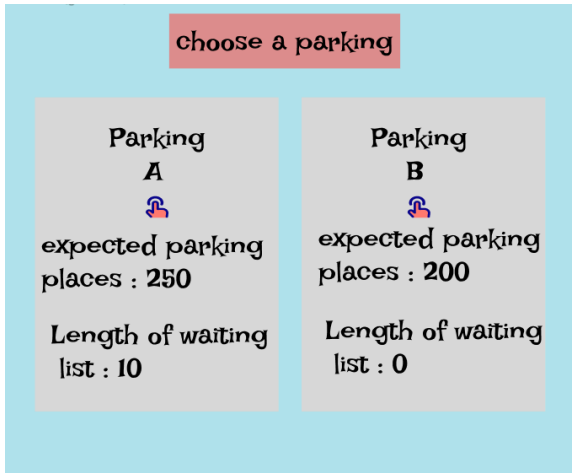 choose a parking
Parking
A
expected parking
places : 250
Length of waiting
list : 10
Parking
B
expected parking
places : 200
Length of waiting
list : 0